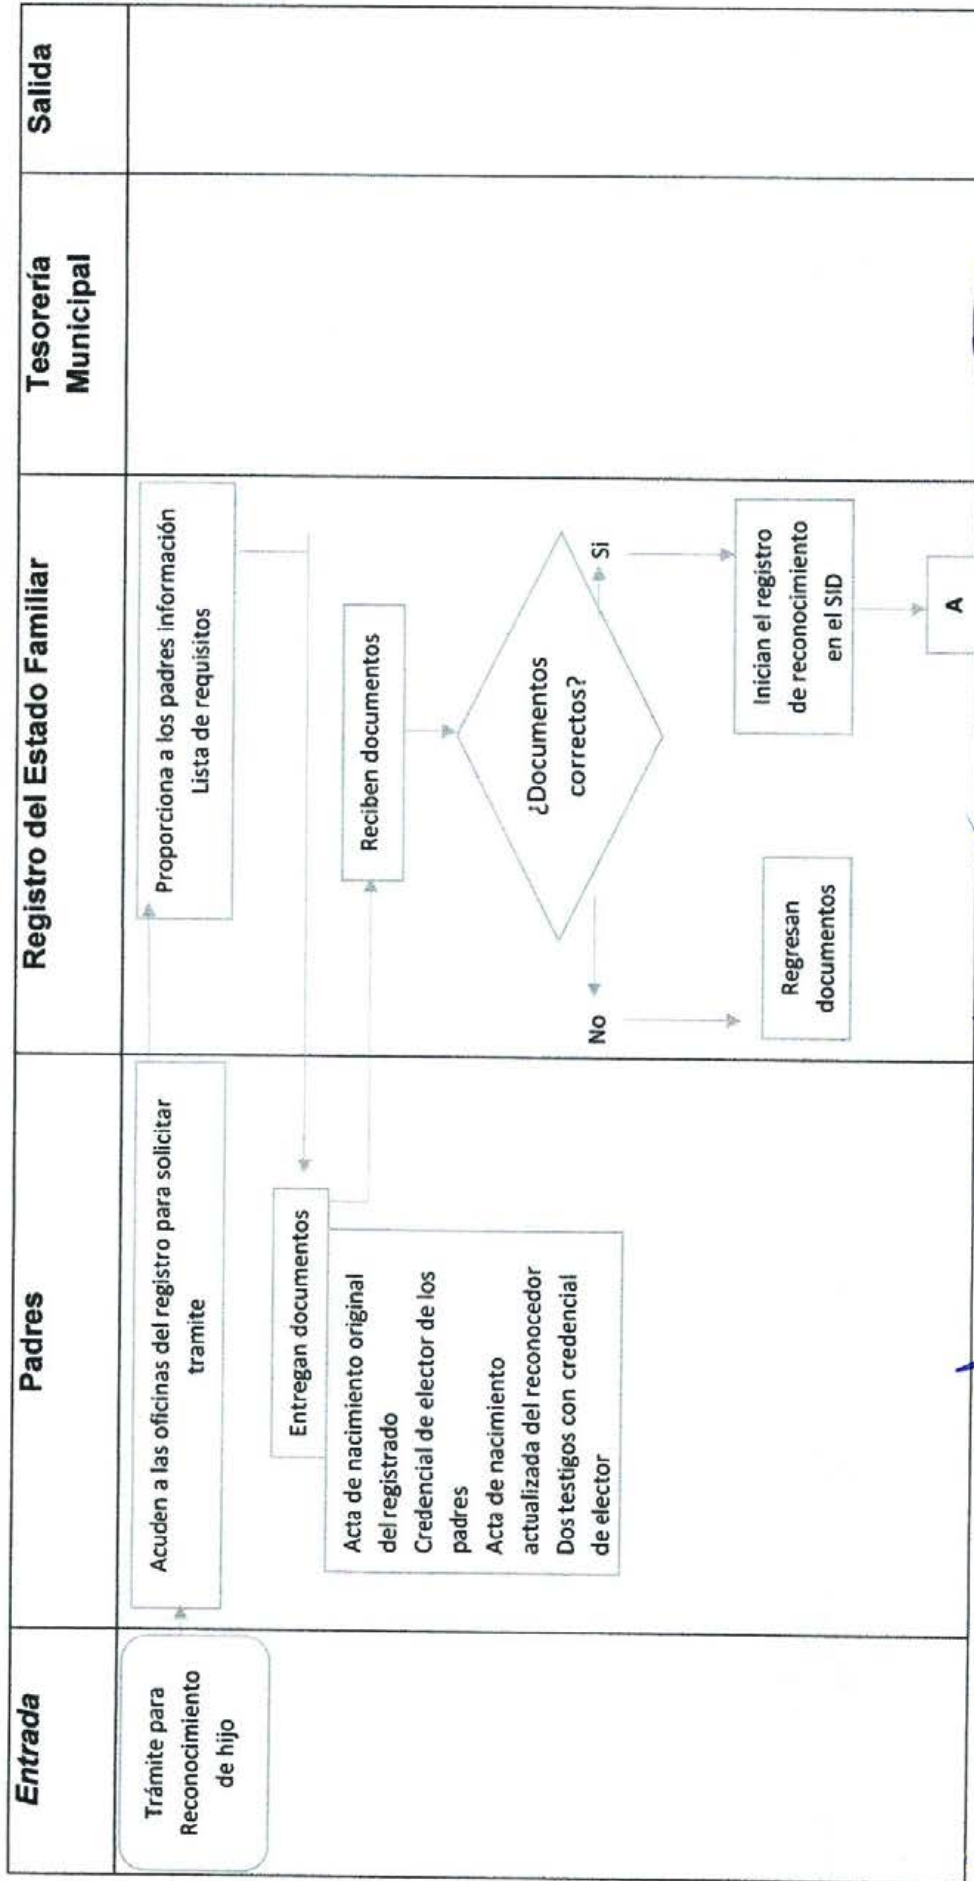 Entrada
Padres
Registro del Estado Familiar
Tesorería
Municipal
Salida
Trámite para
Reconocimiento
de hijo
Acuden a las oficinas del registro para solicitar
tramite
Proporciona a los padres información
Lista de requisitos
Entregan documentos
Acta de nacimiento original
del registrado
Credencial de elector de los
padres
Acta de nacimiento
actualizada del reconocedor
Dos testigos con credencial
de elector
Reciben documentos
¿Documentos
correctos?
No
Si
Regresan
documentos
Inician el registro
de reconocimiento
en el SID
A